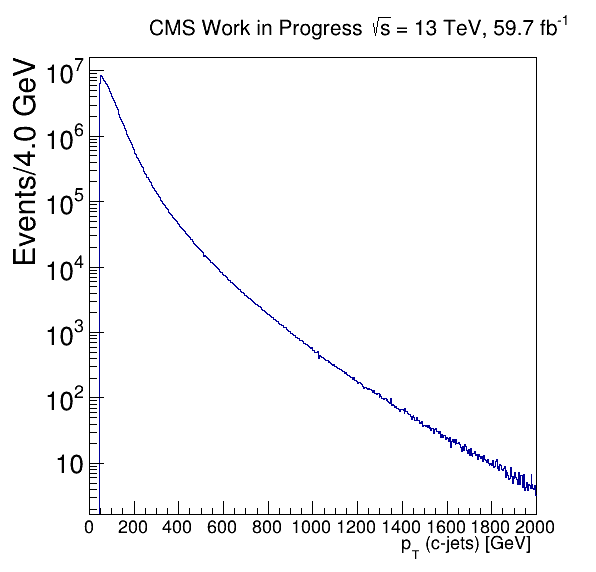 CMS Work in Progress √s = 13 TeV, 59.7 fb⁻¹
Events/4.0 GeV
10⁷
10⁶
10⁵
10⁴
10³
10²
10
0 200 400 600 800 1000 1200 1400 1600 1800 2000
p_T (c-jets) [GeV]